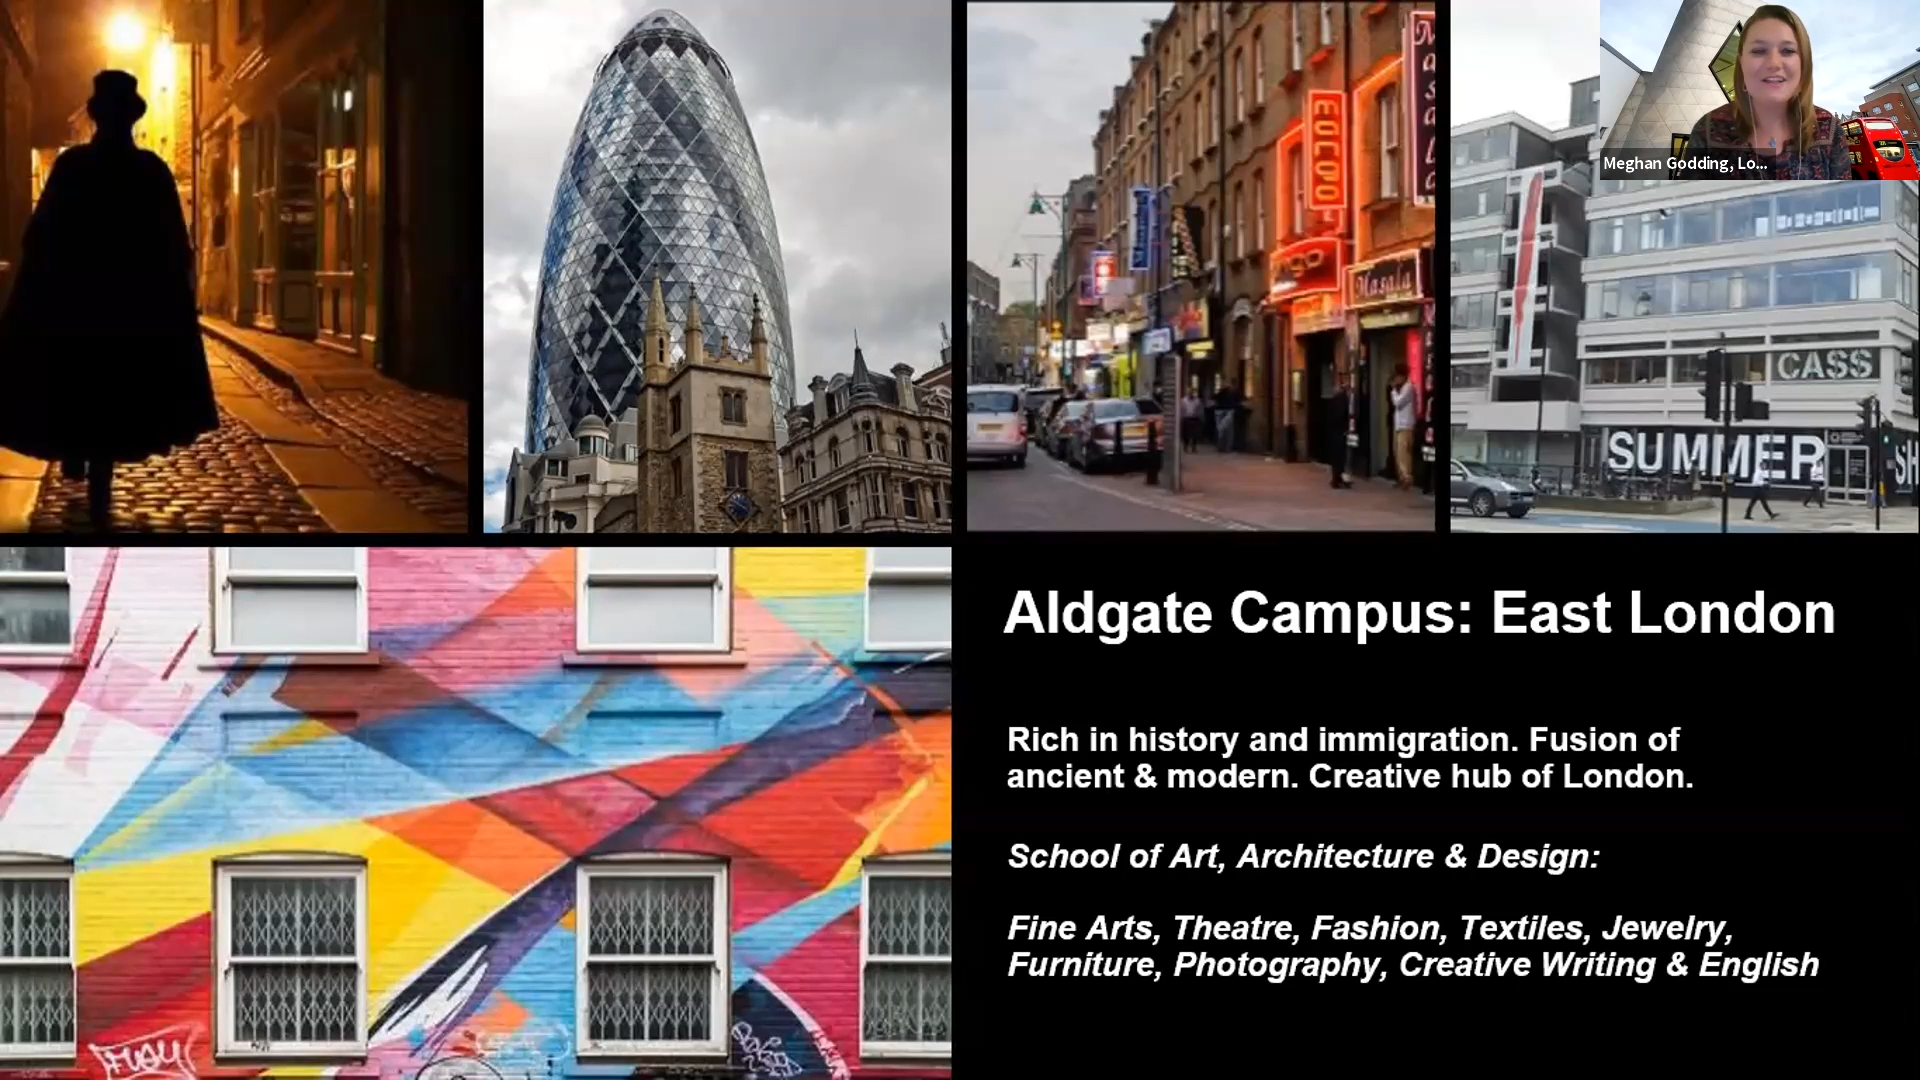 Meghan Godding, Lo...
Masala
CASS
SUMMER
SH
Aldgate Campus: East London
Rich in history and immigration. Fusion of
ancient & modern. Creative hub of London.
School of Art, Architecture & Design:
Fine Arts, Theatre, Fashion, Textiles, Jewelry,
Furniture, Photography, Creative Writing & English